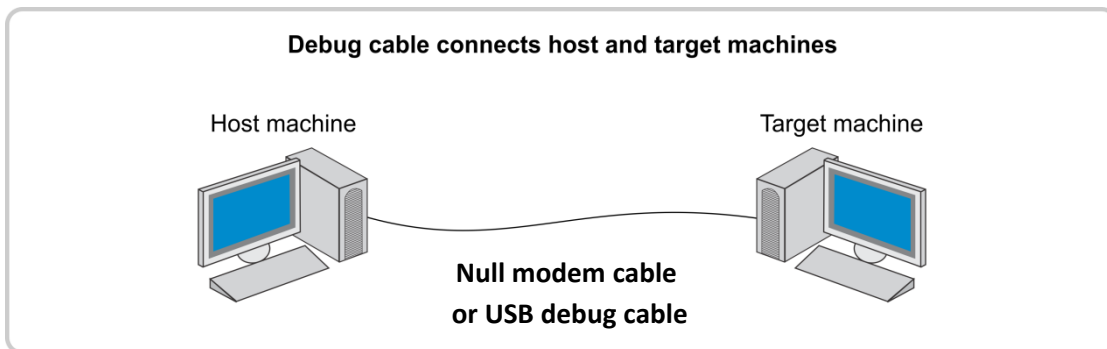 Debug cable connects host and target machines
Host machine
Target machine
Null modem cable
or USB debug cable